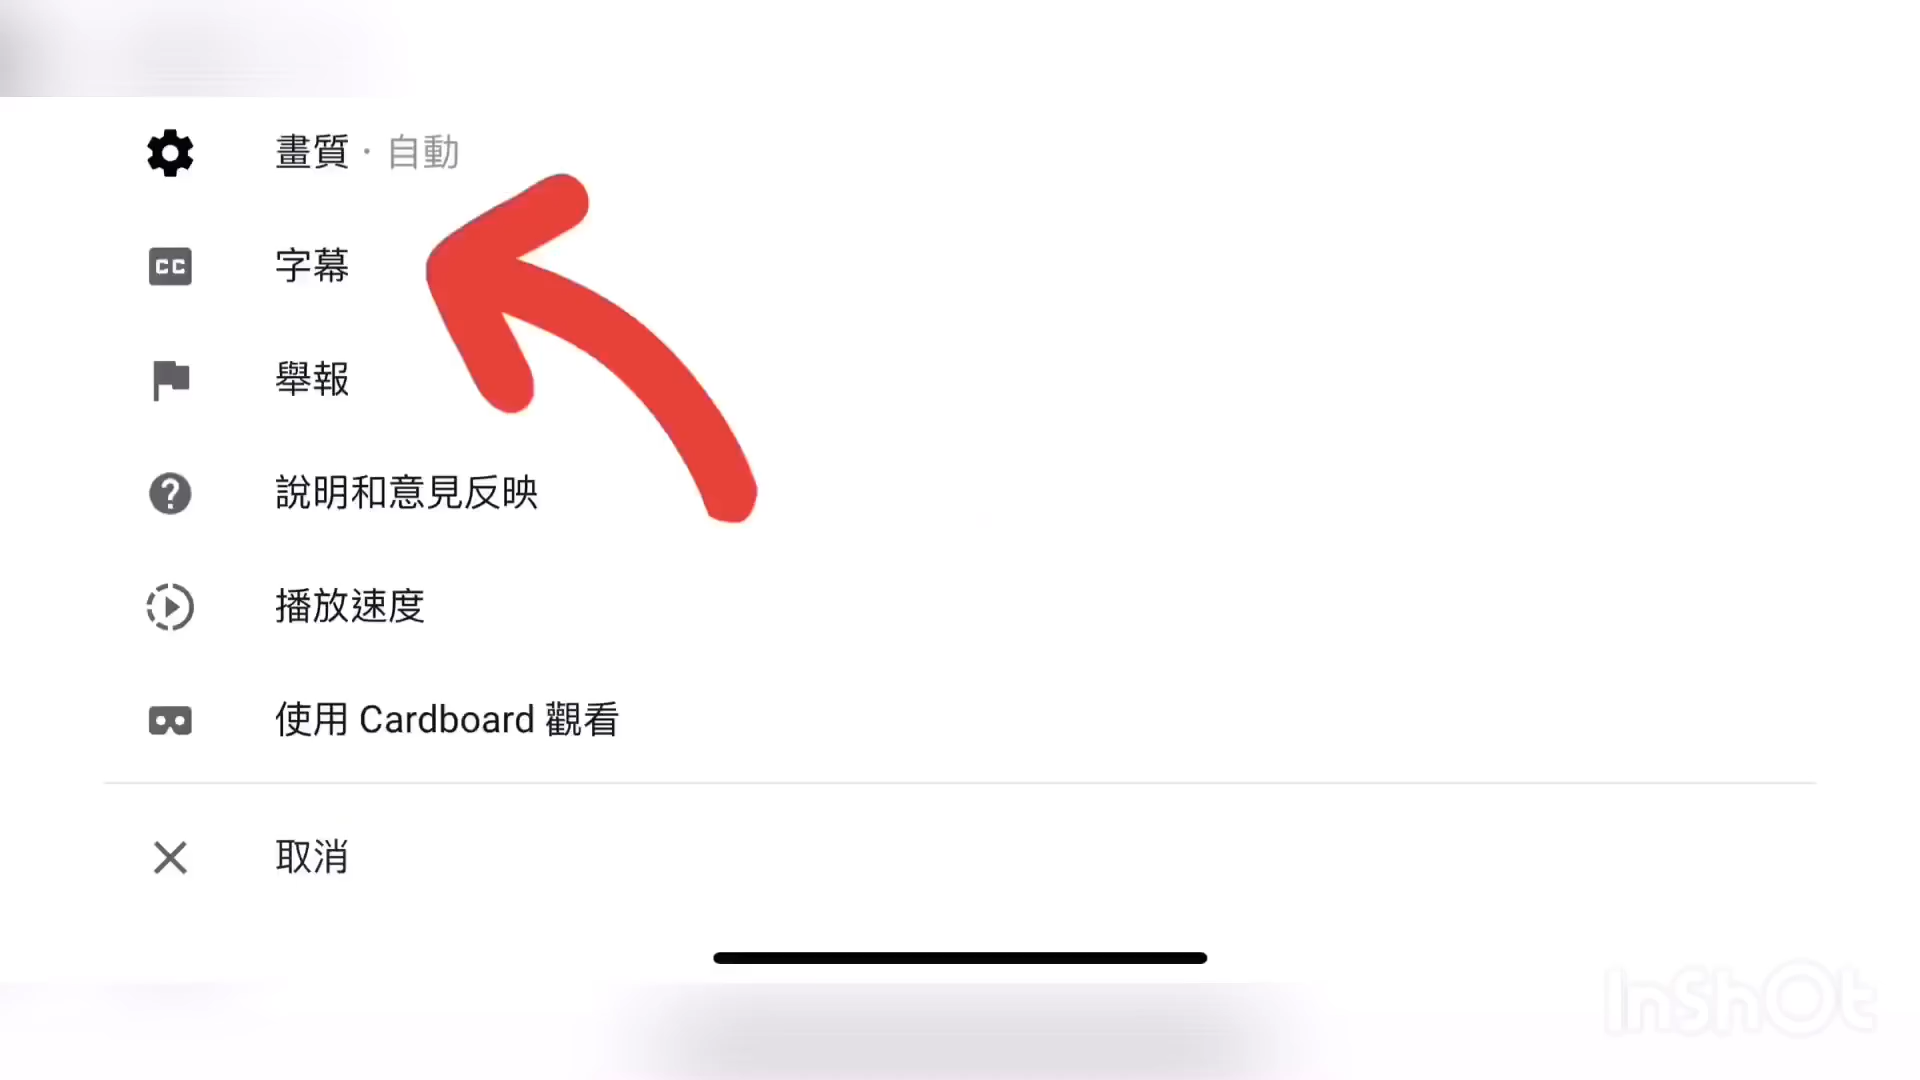 畫質 · 自動
CC 字幕
舉報
? 說明和意見反映
播放速度
使用 Cardboard 觀看
取消
InShOt